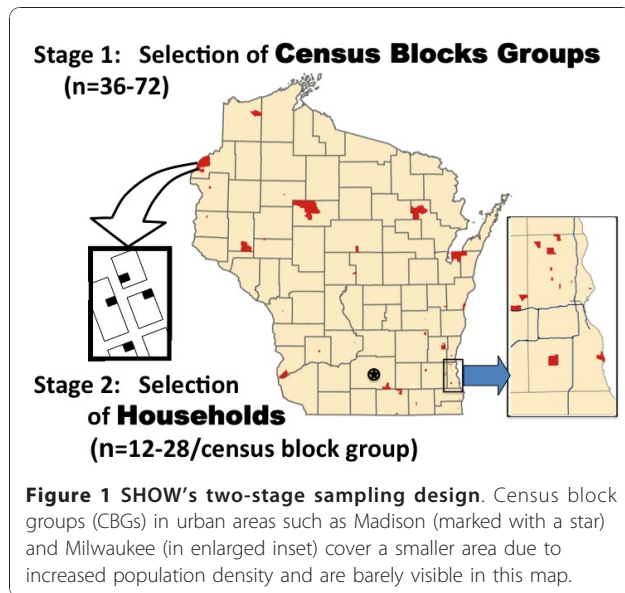 Stage 1: Selection of Census Blocks Groups
(n=36-72)
Stage 2: Selection
of Households
(n=12-28/census block group)
Figure 1 SHOW's two-stage sampling design. Census block
groups (CBGs) in urban areas such as Madison (marked with a star)
and Milwaukee (in enlarged inset) cover a smaller area due to
increased population density and are barely visible in this map.